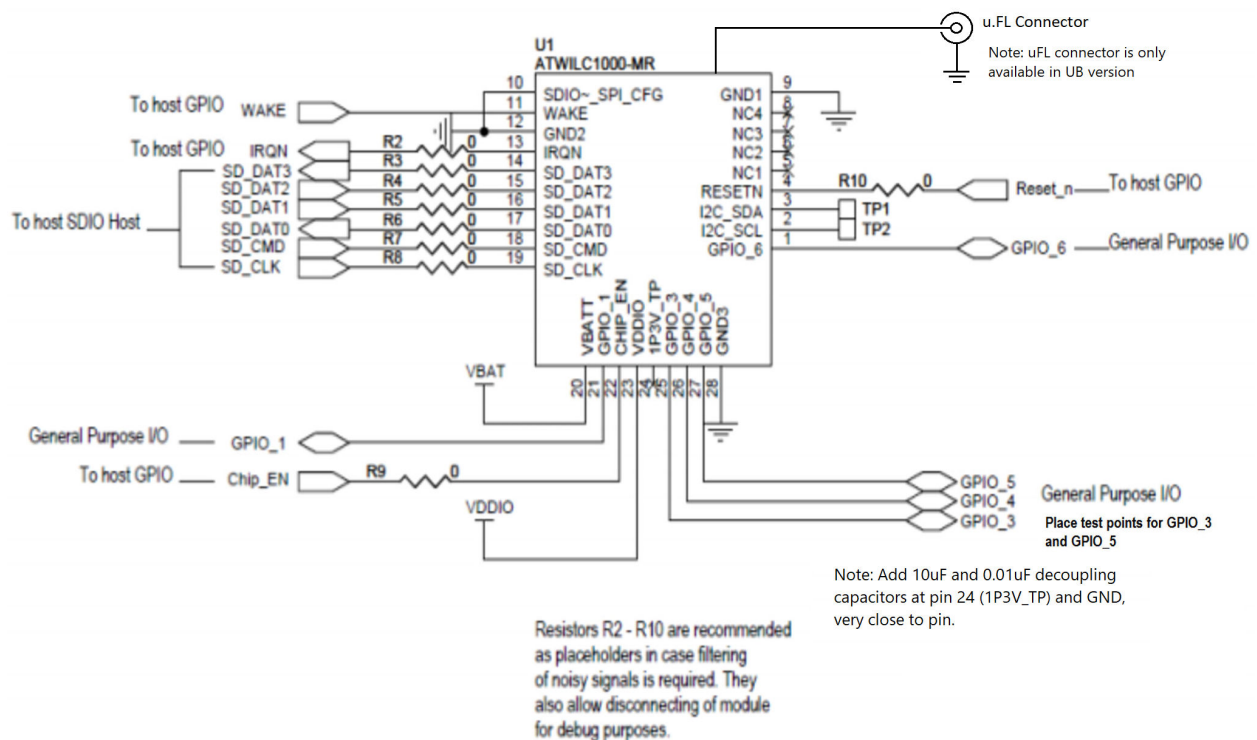 u.FL Connector
Note: uFL connector is only
available in UB version
U1
ATWILC1000-MR
To host GPIO
WAKE
To host GPIO
IRQN
SD_DAT3
SD_DAT2
SD_DAT1
To host SDIO Host
SD_DAT0
SD_CMD
SD_CLK
R2 0
R3 0
R4 0
R5 0
R6 0
R7 0
R8 0
10 SDIO~_SPI_CFG
11 WAKE
12 GND2
13 IRQN
14 SD_DAT3
15 SD_DAT2
16 SD_DAT1
17 SD_DAT0
18 SD_CMD
19 SD_CLK
GND1 9
NC4 8
NC3 7
NC2 6
NC1 5
RESETN 4
I2C_SDA 3
I2C_SCL 2
GPIO_6 1
R10 0
Reset_n
To host GPIO
TP1
TP2
GPIO_6
General Purpose I/O
VBATT
GPIO_1
CHIP_EN
VDDIO
1P3V_TP
GPIO_3
GPIO_4
GPIO_5
GND3
20
21
22
23
24
25
26
27
28
VBAT
General Purpose I/O
GPIO_1
To host GPIO
Chip_EN
R9 0
VDDIO
GPIO_5
GPIO_4
GPIO_3
General Purpose I/O
Place test points for GPIO_3
and GPIO_5
Note: Add 10uF and 0.01uF decoupling
capacitors at pin 24 (1P3V_TP) and GND,
very close to pin.
Resistors R2 - R10 are recommended
as placeholders in case filtering
of noisy signals is required. They
also allow disconnecting of module
for debug purposes.